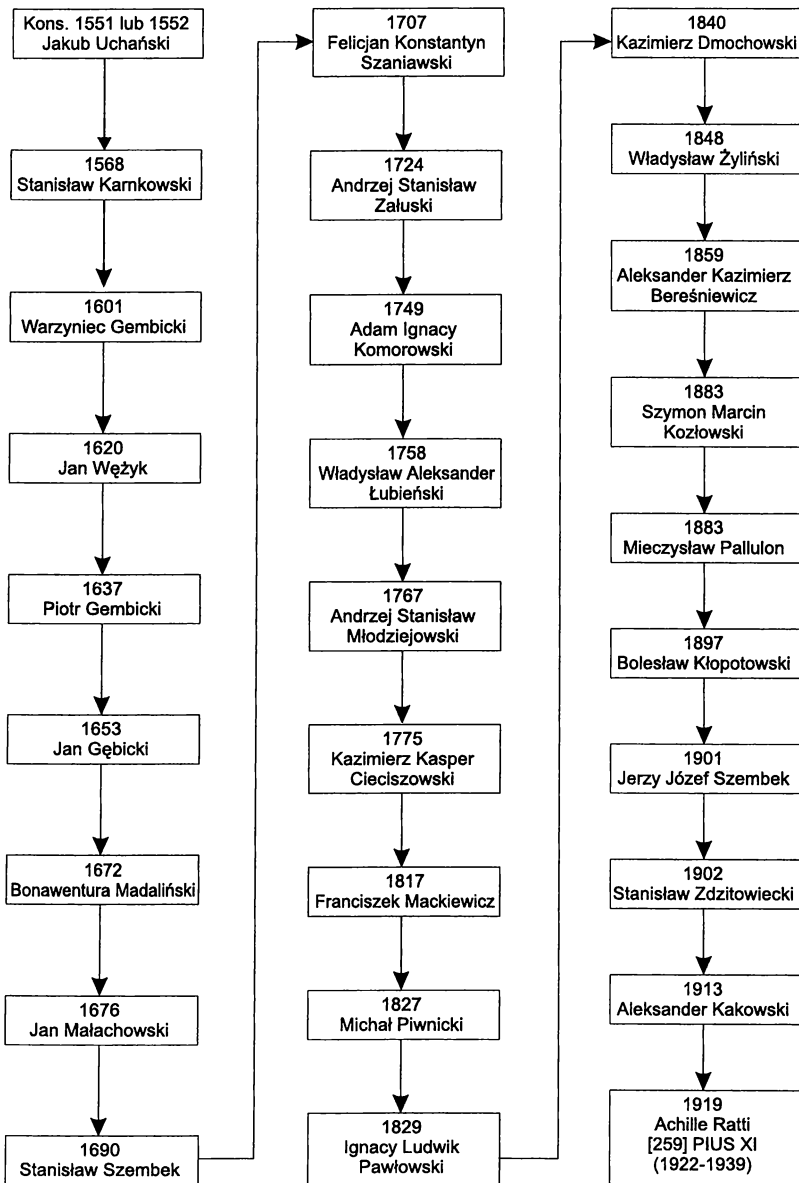 Kons. 1551 lub 1552
Jakub Uchański
1568
Stanisław Karnkowski
1601
Warzyniec Gembicki
1620
Jan Wężyk
1637
Piotr Gembicki
1653
Jan Gębicki
1672
Bonawentura Madaliński
1676
Jan Małachowski
1690
Stanisław Szembek
1707
Felicjan Konstantyn
Szaniawski
1724
Andrzej Stanisław
Załuski
1749
Adam Ignacy
Komorowski
1758
Władysław Aleksander
Łubieński
1767
Andrzej Stanisław
Młodziejowski
1775
Kazimierz Kasper
Cieciszowski
1817
Franciszek Mackiewicz
1827
Michał Piwnicki
1829
Ignacy Ludwik
Pawłowski
1840
Kazimierz Dmochowski
1848
Władysław Żyliński
1859
Aleksander Kazimierz
Bereśniewicz
1883
Szymon Marcin
Kozłowski
1883
Mieczysław Pallulon
1897
Bolesław Kłopotowski
1901
Jerzy Józef Szembek
1902
Stanisław Zdzitowiecki
1913
Aleksander Kakowski
1919
Achille Ratti
[259] PIUS XI
(1922-1939)